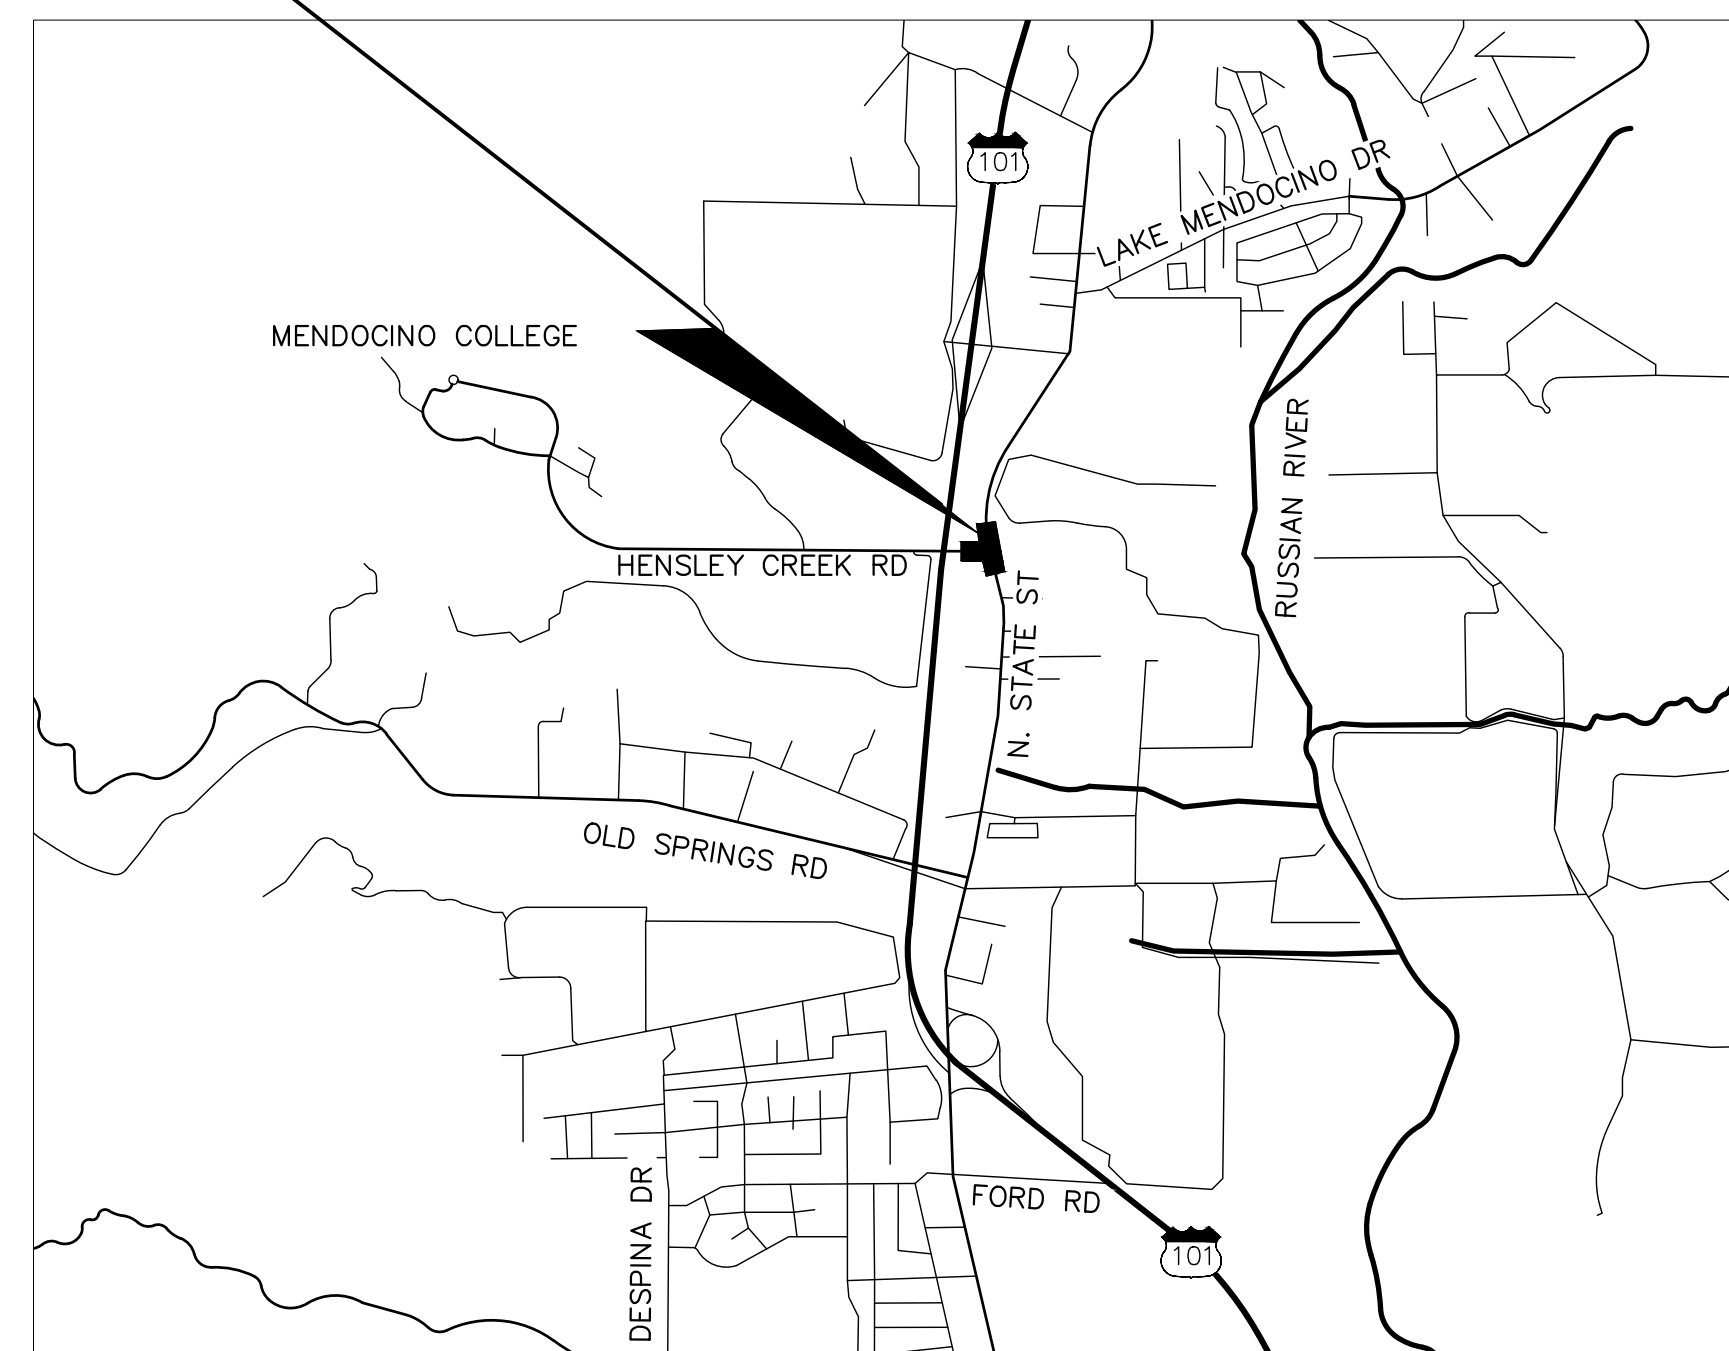 101
LAKE MENDOCINO DR
MENDOCINO COLLEGE
RUSSIAN RIVER
HENSLEY CREEK RD
N. STATE ST
OLD SPRINGS RD
DESPINA DR
FORD RD
101